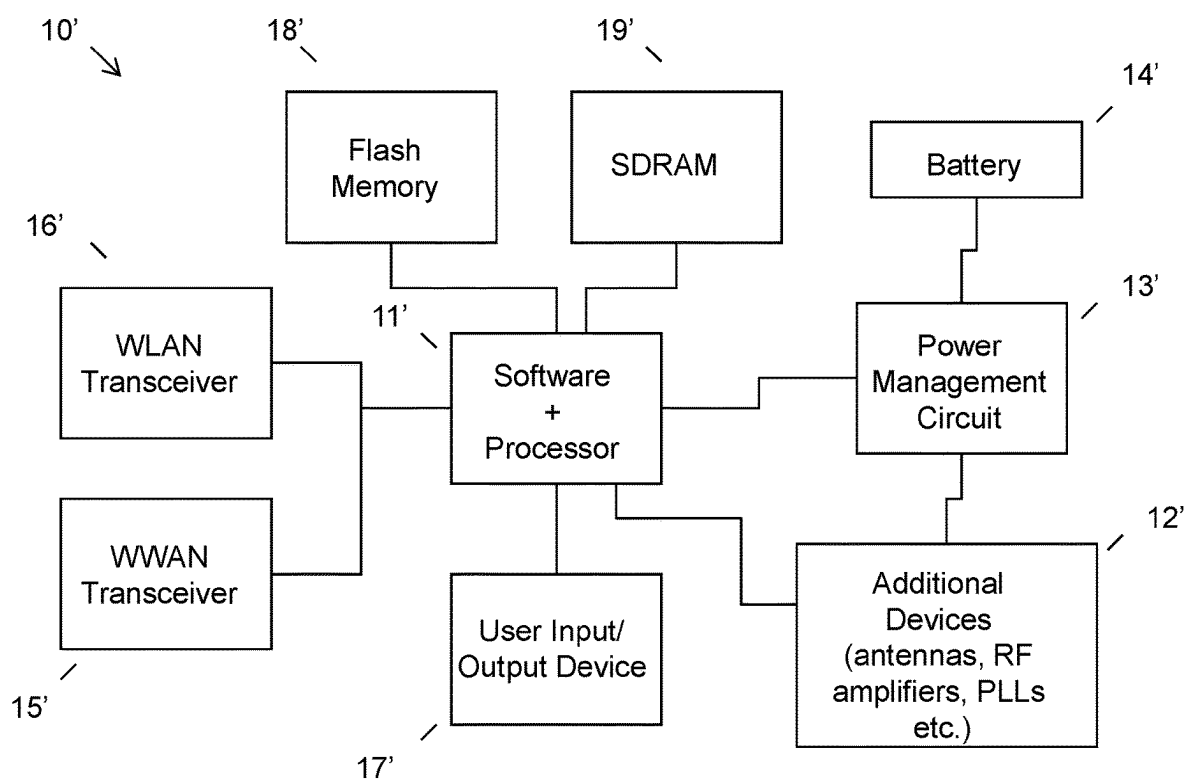 10’
18’
19’
14’
Flash
Memory
SDRAM
Battery
16’
11’
13’
WLAN
Transceiver
Software
+
Processor
Power
Management
Circuit
12’
WWAN
Transceiver
User Input/
Output Device
Additional
Devices
(antennas, RF
amplifiers, PLLs
etc.)
15’
17’